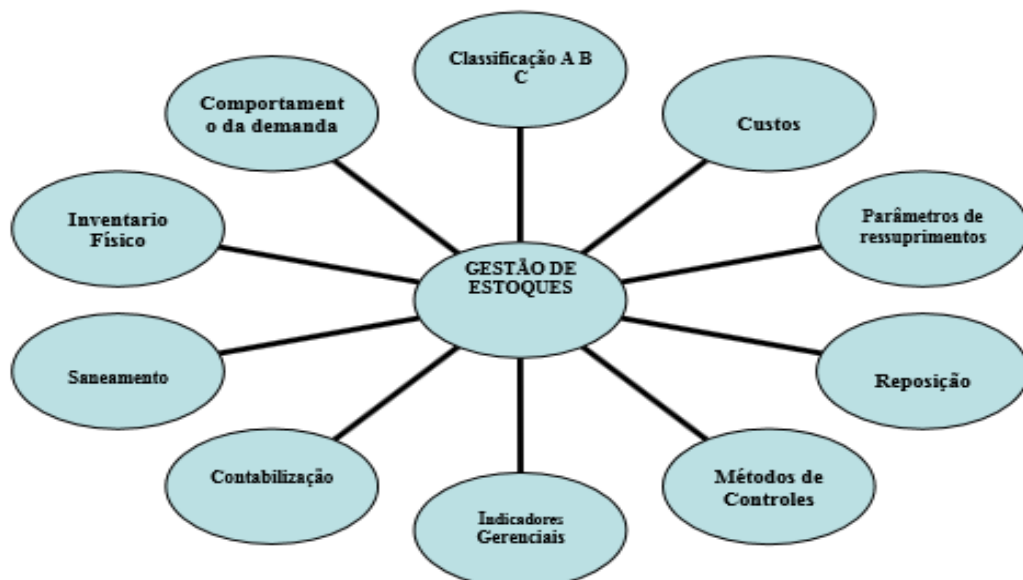 Classificação A B
C
Comportament
o da demanda
Custos
Inventario
Físico
Parâmetros de
ressuprimentos
GESTÃO DE
ESTOQUES
Saneamento
Reposição
Contabilização
Métodos de
Controles
Indicadores
Gerenciais